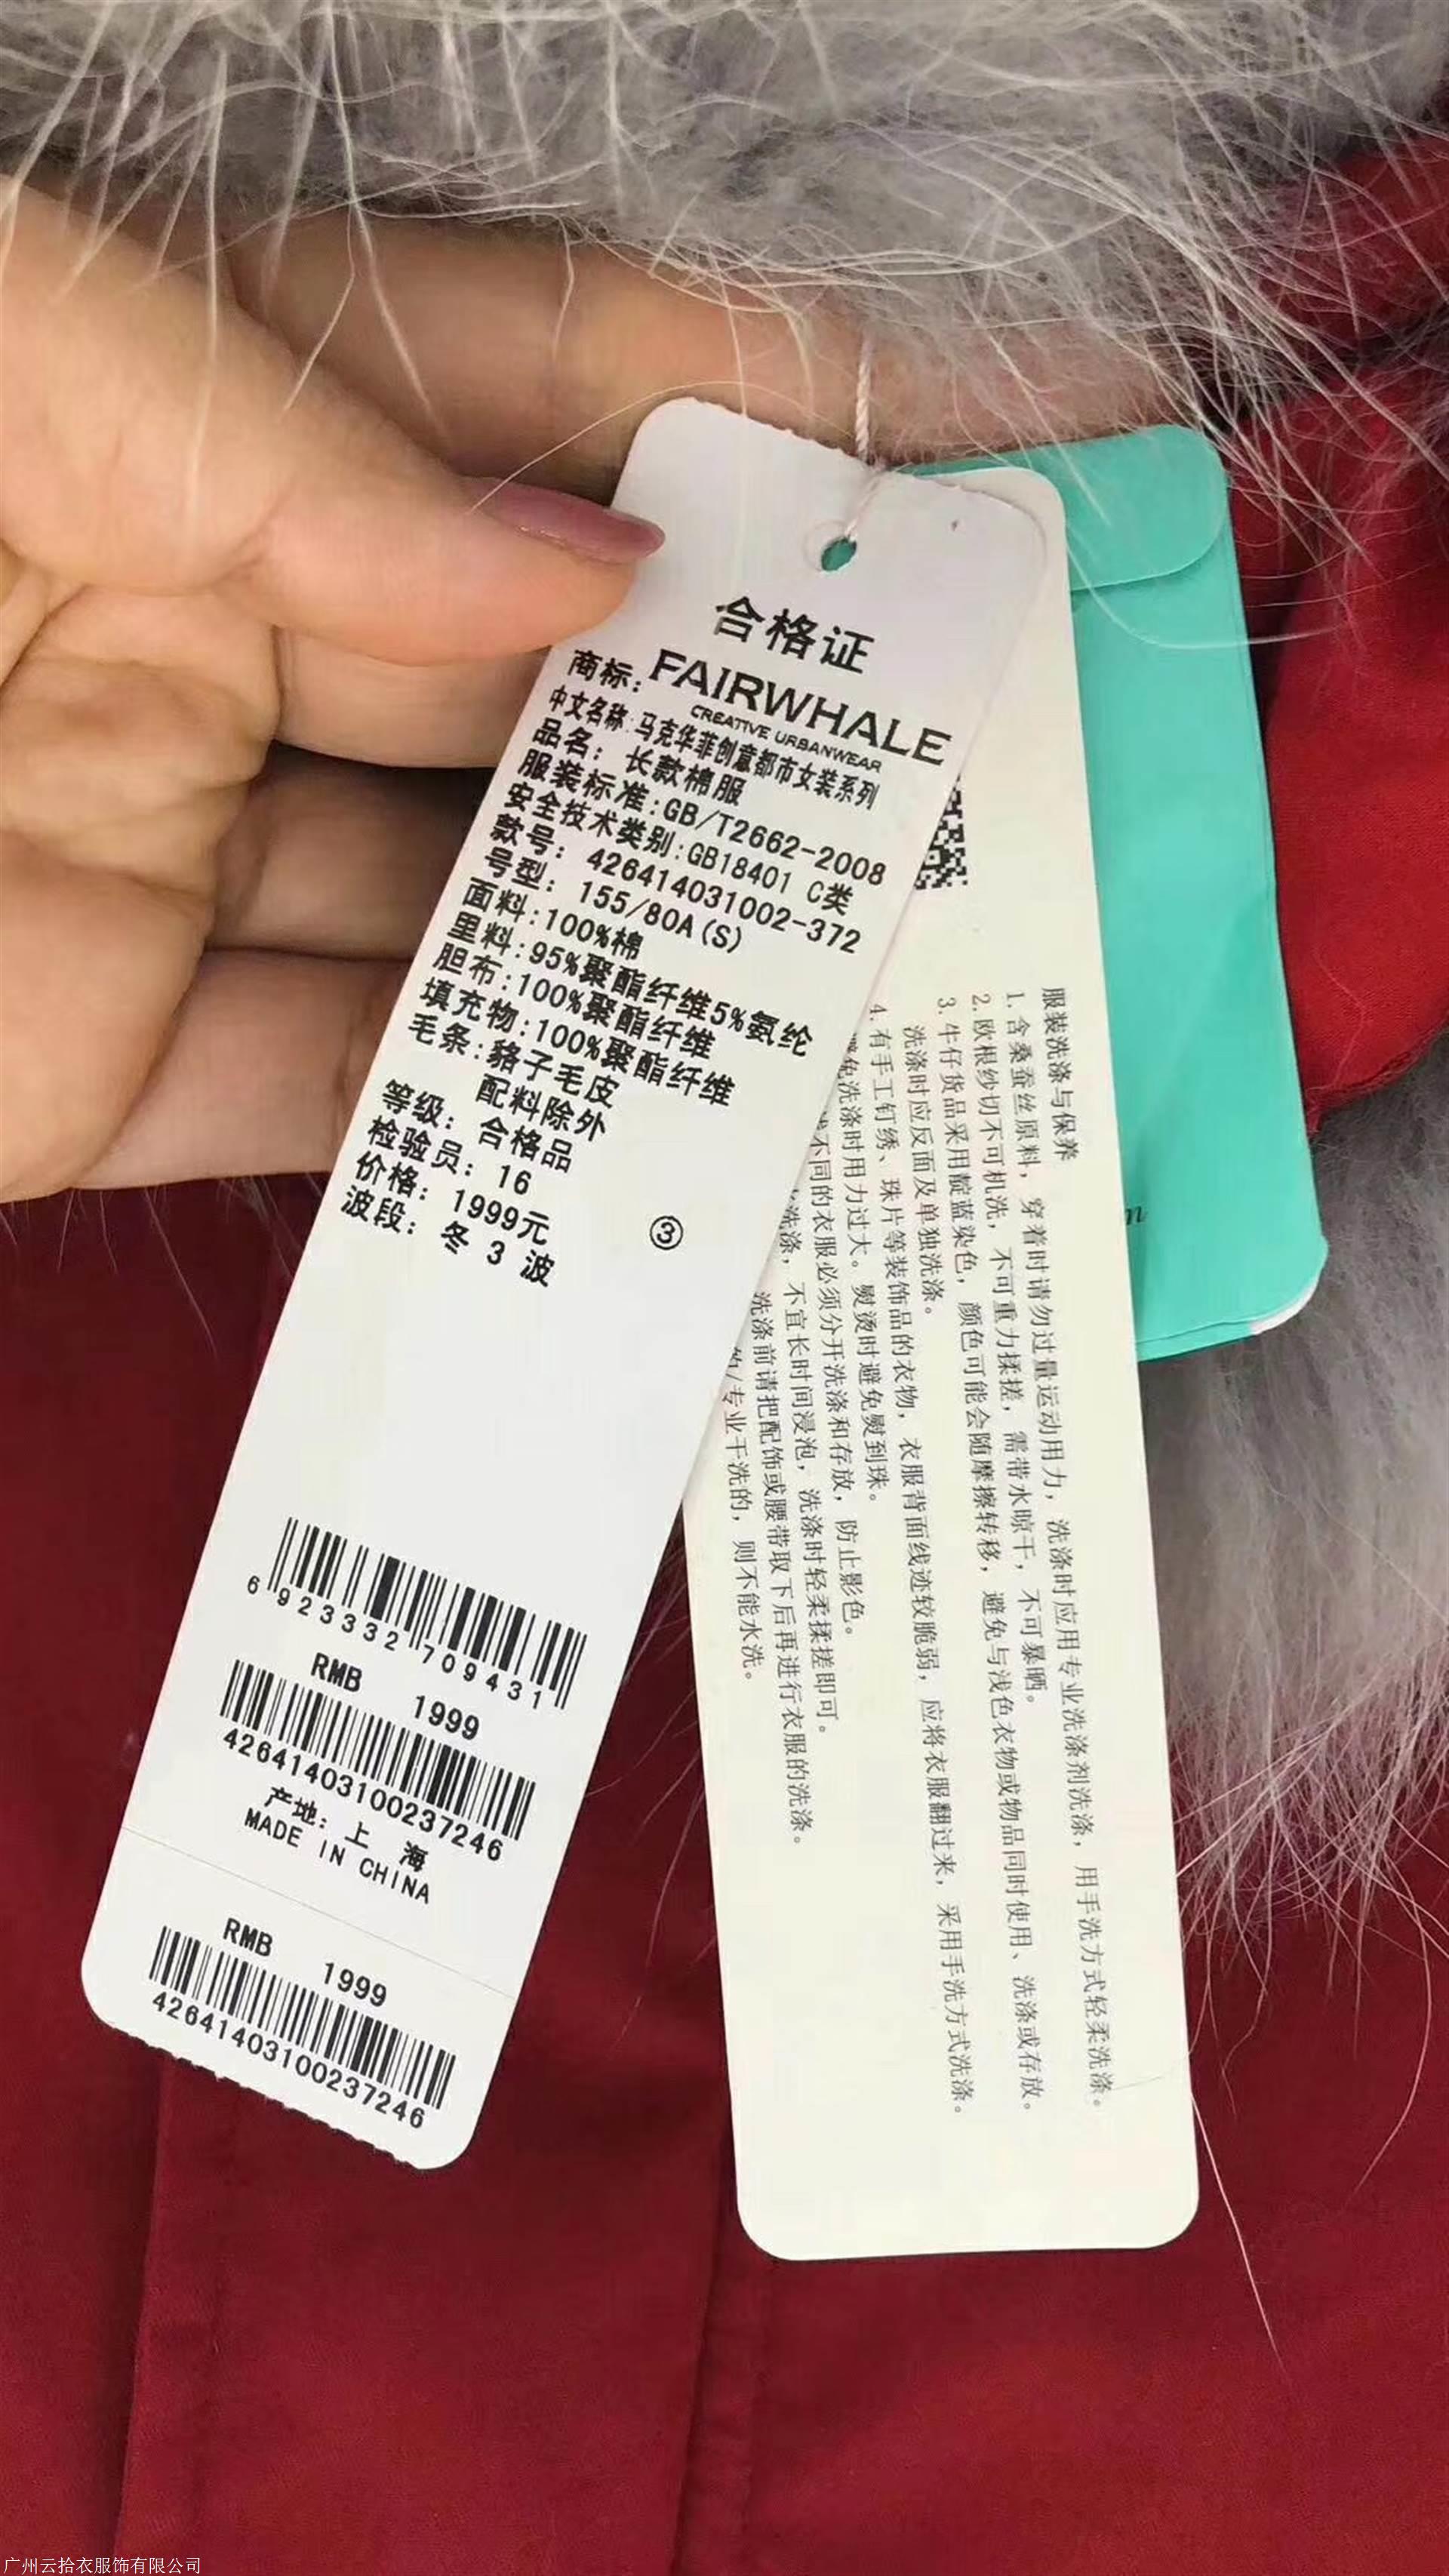 合格证
商标: FAIRWHALE
CREATIVE URBANWEAR
中文名称:马克华菲创意都市女装系列
品名: 长款棉服
服装标准:GB/T2662-2008
安全技术类别:GB18401 C类
款号: 426414031002-372
号型: 155/80A(S)
面料:100%棉
里料:95%聚酯纤维5%氨纶
胆布:100%聚酯纤维
填充物:100%聚酯纤维
毛条:貉子毛皮
配料除外
等级: 合格品
检验员: 16
价格: 1999元
波段: 冬 3 波
③
6923332709431
RMB 1999
42641403100237246
产地: 上 海
MADE IN CHINA
RMB 1999
42641403100237246
服装洗涤与保养
1.含桑蚕丝原料，穿着时请勿过量运动用力，洗涤时应用专业洗涤剂洗涤，用手洗方式轻柔洗涤。
2.欧根纱切不可机洗，不可重力揉搓，需带水晾干，不可暴晒。
3.牛仔货品采用靛蓝染色，颜色可能会随摩擦转移，避免与浅色衣物或物品同时使用、洗涤或存放。
洗涤时应反面及单独洗涤。
4.有手工钉绣、珠片等装饰品的衣物，衣服背面线迹较脆弱，应将衣服翻过来，采用手洗方式洗涤。
免洗涤时用力过大。熨烫时避免熨到珠。
不同的衣服必须分开洗涤和存放，防止影色。
洗涤，不宜长时间浸泡，洗涤时轻柔揉搓即可。
洗涤前请把配饰或腰带取下后再进行衣服的洗涤。
/专业干洗的，则不能水洗。
m
广州云拾衣服饰有限公司